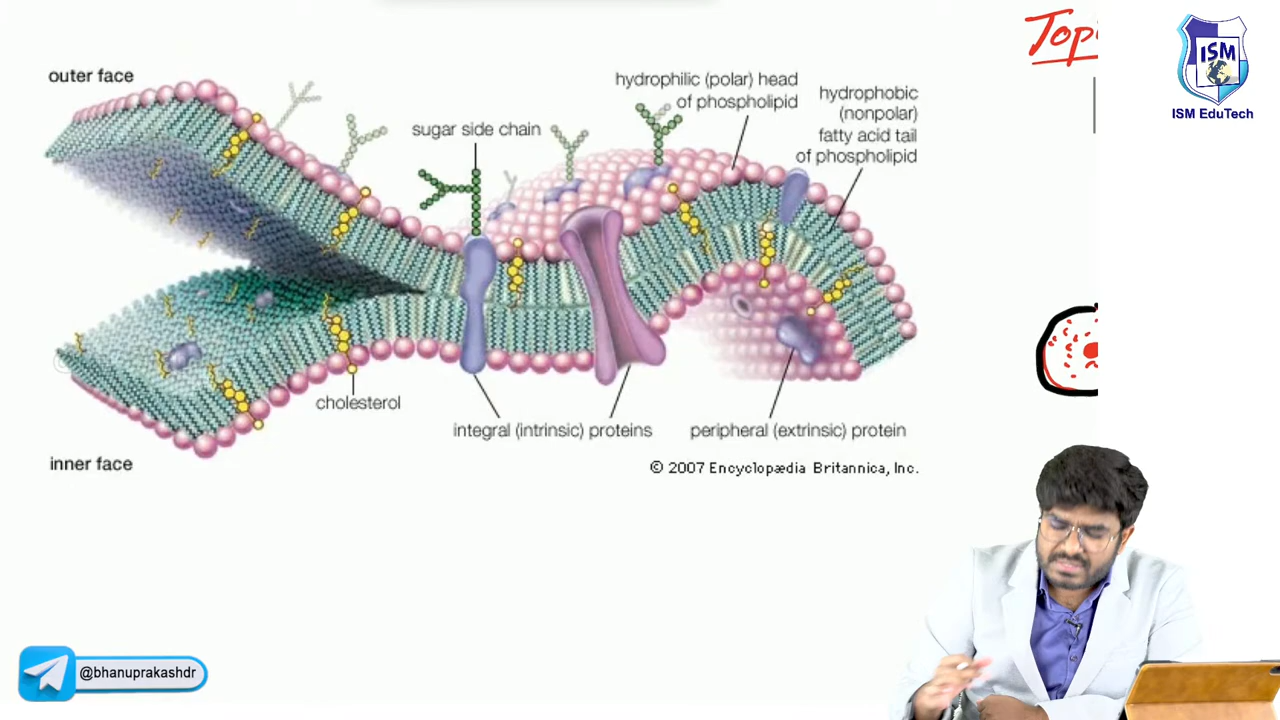 Topi
ISM
ISM EduTech
outer face
hydrophilic (polar) head
of phospholipid
hydrophobic
(nonpolar)
fatty acid tail
of phospholipid
sugar side chain
cholesterol
integral (intrinsic) proteins
peripheral (extrinsic) protein
inner face
© 2007 Encyclopædia Britannica, Inc.
@bhanuprakashdr